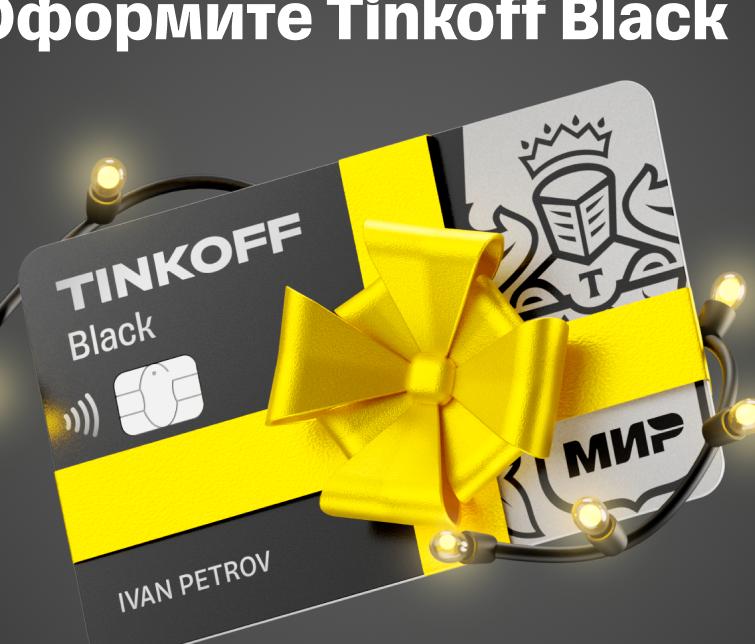 Оформите Tinkoff Black
TINKOFF
Black
Т
МИР
IVAN PETROV